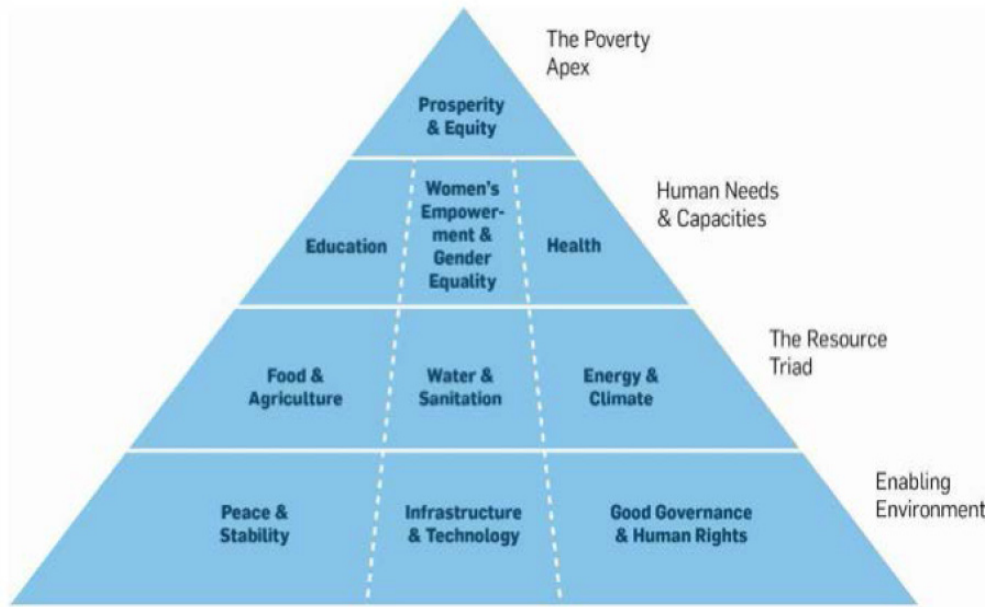 The Poverty
Apex
Prosperity
& Equity
Human Needs
& Capacities
Education
Women's
Empower-
ment &
Gender
Equality
Health
The Resource
Triad
Food &
Agriculture
Water &
Sanitation
Energy &
Climate
Enabling
Environment
Peace &
Stability
Infrastructure
& Technology
Good Governance
& Human Rights